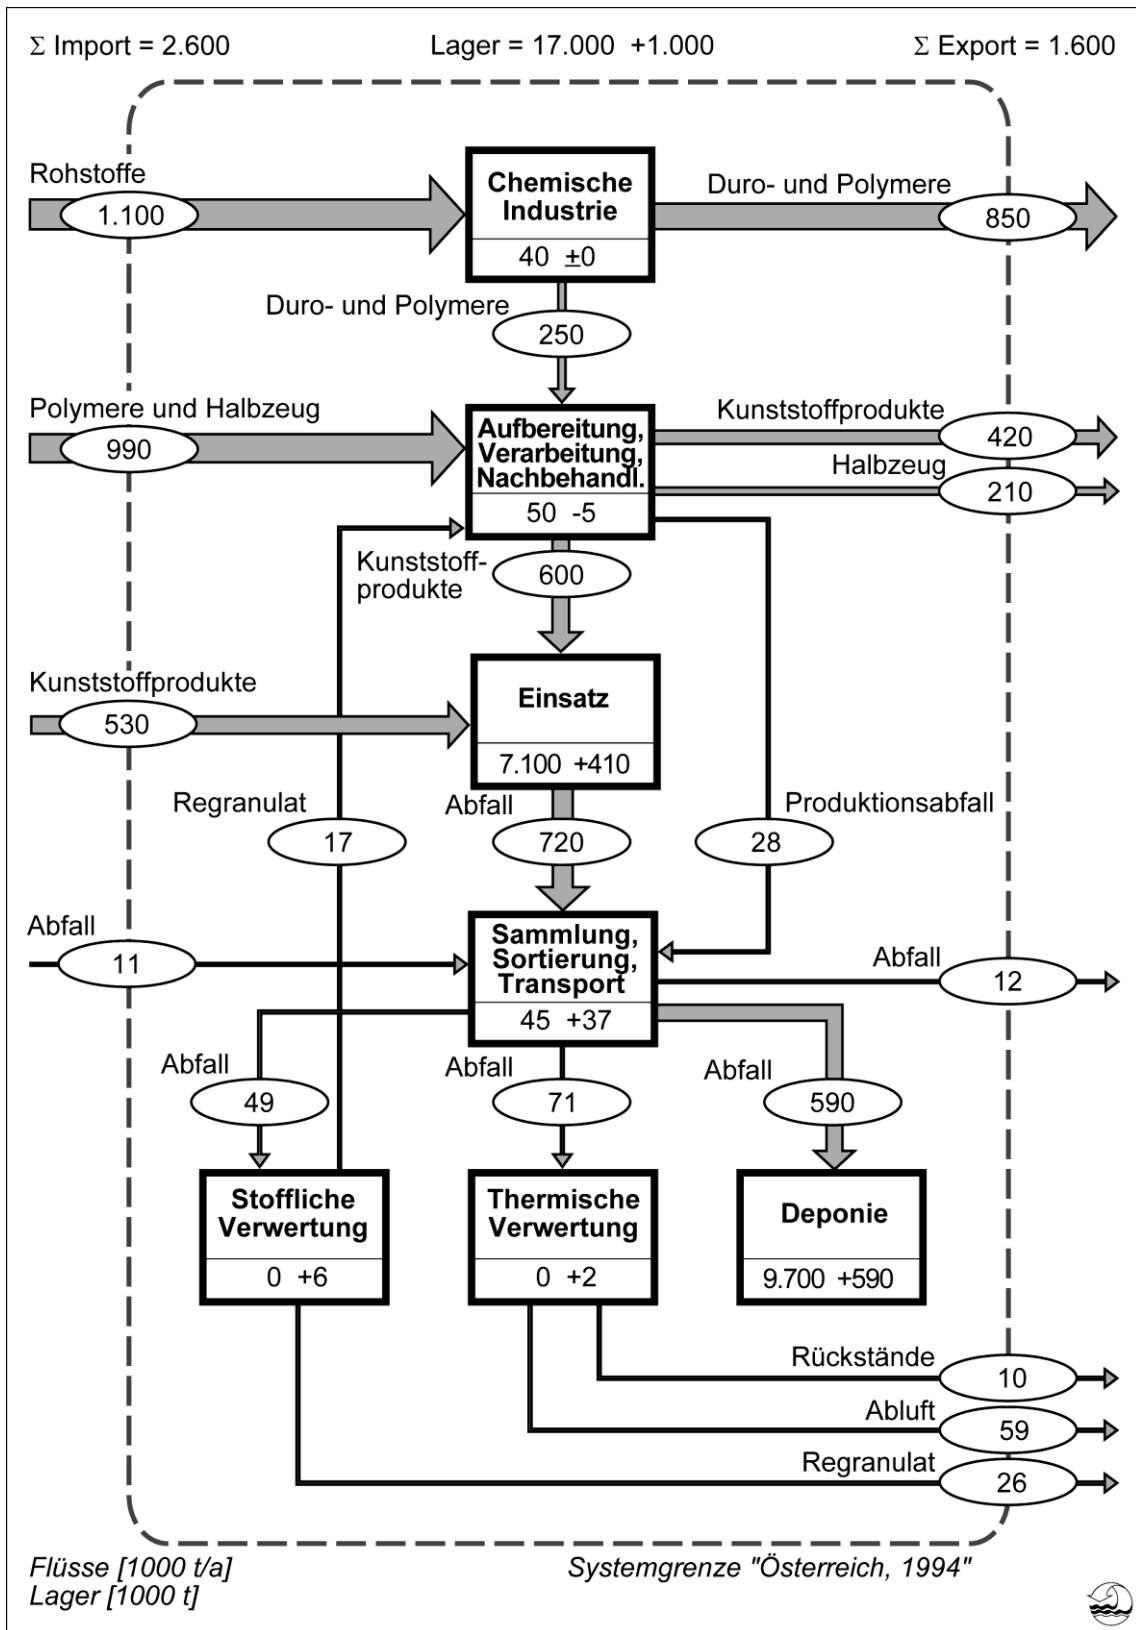 Σ Import = 2.600
Lager = 17.000 +1.000
Σ Export = 1.600
Rohstoffe
1.100
Chemische
Industrie
40 ±0
Duro- und Polymere
850
Duro- und Polymere
250
Polymere und Halbzeug
990
Aufbereitung,
Verarbeitung,
Nachbehandl.
50 -5
Kunststoffprodukte
420
Halbzeug
210
Kunststoff-
produkte
600
Kunststoffprodukte
530
Einsatz
7.100 +410
Regranulat
17
Abfall
720
Produktionsabfall
28
Abfall
11
Sammlung,
Sortierung,
Transport
45 +37
Abfall
12
Abfall
49
Abfall
71
Abfall
590
Stoffliche
Verwertung
0 +6
Thermische
Verwertung
0 +2
Deponie
9.700 +590
Rückstände
10
Abluft
59
Regranulat
26
Flüsse [1000 t/a]
Lager [1000 t]
Systemgrenze "Österreich, 1994"